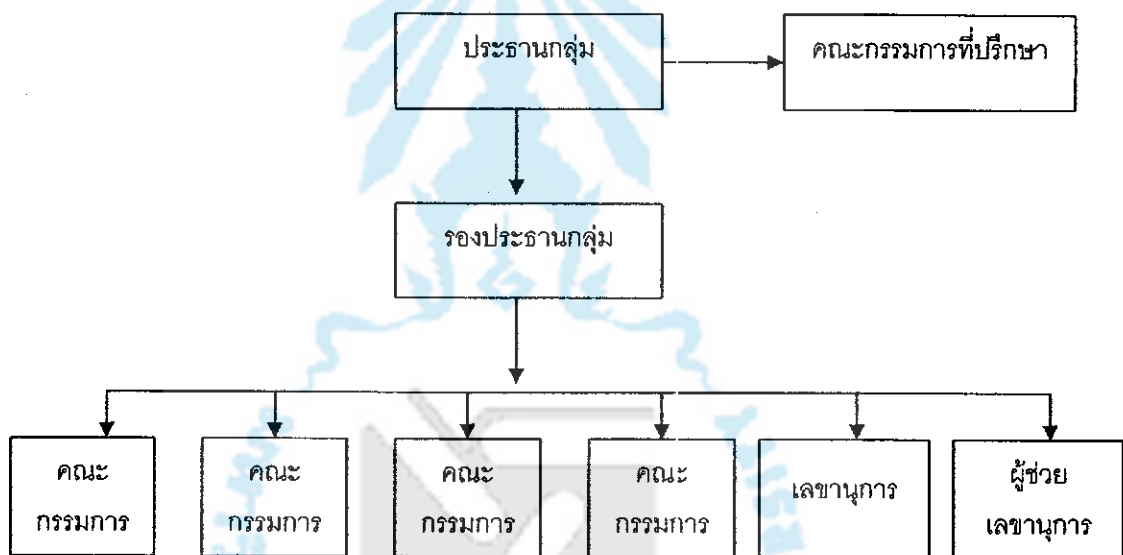 ประธานกลุ่ม
คณะกรรมการที่ปรึกษา
รองประธานกลุ่ม
คณะ
กรรมการ
คณะ
กรรมการ
คณะ
กรรมการ
คณะ
กรรมการ
เลขานุการ
ผู้ช่วย
เลขานุการ